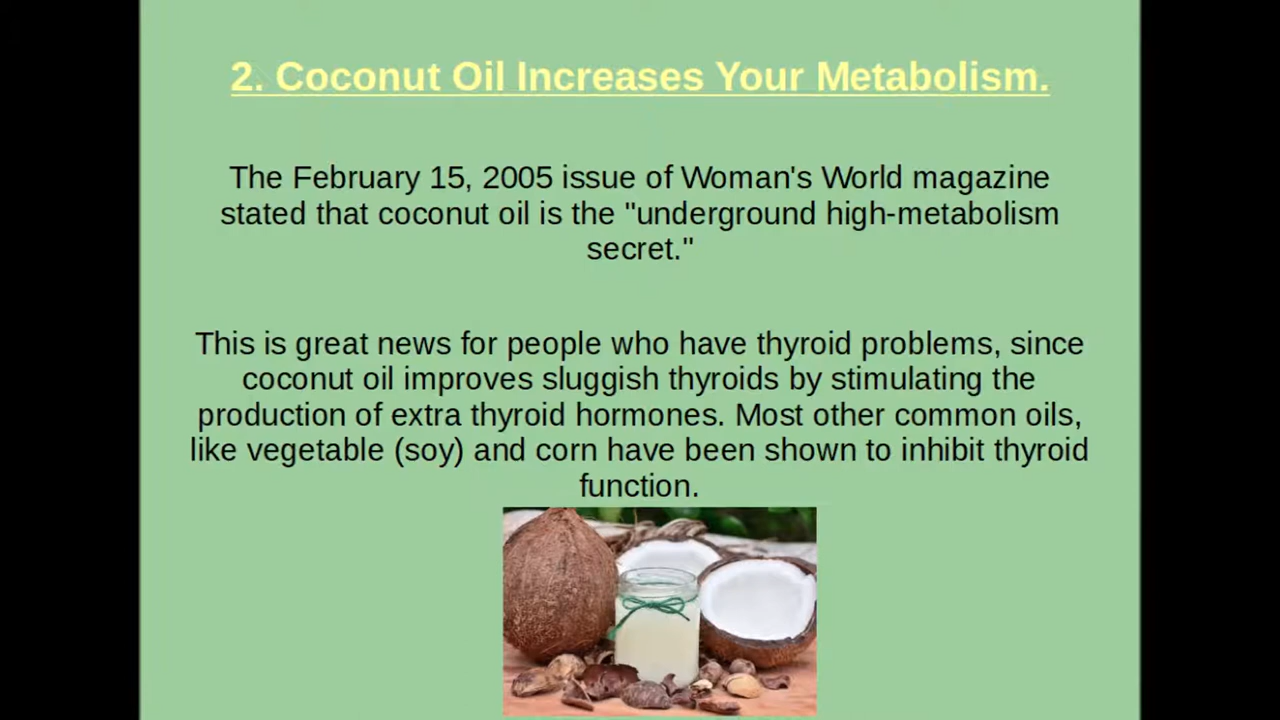 2. Coconut Oil Increases Your Metabolism.
The February 15, 2005 issue of Woman's World magazine
stated that coconut oil is the "underground high-metabolism
secret."
This is great news for people who have thyroid problems, since
coconut oil improves sluggish thyroids by stimulating the
production of extra thyroid hormones. Most other common oils,
like vegetable (soy) and corn have been shown to inhibit thyroid
function.